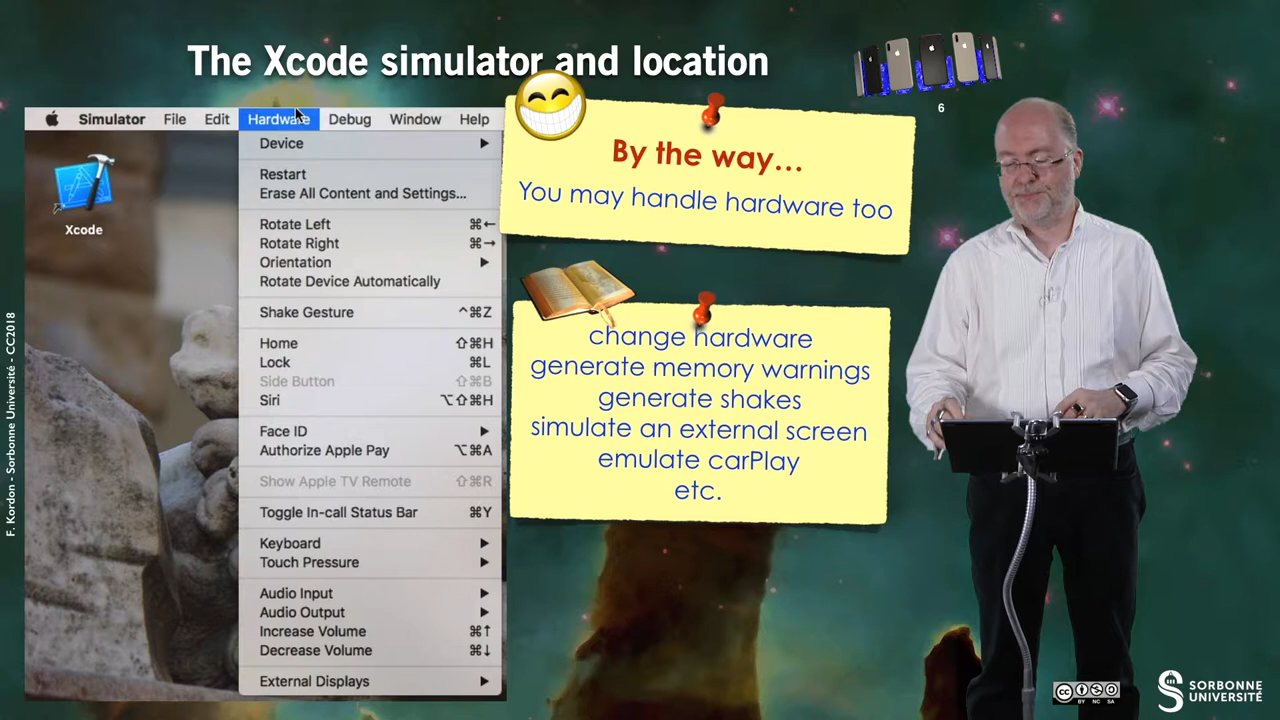 The Xcode simulator and location
6
Simulator File Edit Hardware Debug Window Help
Device
Restart
Erase All Content and Settings...
Rotate Left ⌘←
Rotate Right ⌘→
Orientation
Rotate Device Automatically
Shake Gesture ^⌘Z
Home ⇧⌘H
Lock ⌘L
Side Button ⇧⌘B
Siri ⌥⇧⌘H
Face ID
Authorize Apple Pay ⌥⌘A
Show Apple TV Remote ⇧⌘R
Toggle In-call Status Bar ⌘Y
Keyboard
Touch Pressure
Audio Input
Audio Output
Increase Volume ⌘↑
Decrease Volume ⌘↓
External Displays
Xcode
By the way...
You may handle hardware too
change hardware
generate memory warnings
generate shakes
simulate an external screen
emulate carPlay
etc.
F. Kordon - Sorbonne Université - CC2018
cc
BY NC SA
SORBONNE
UNIVERSITÉ